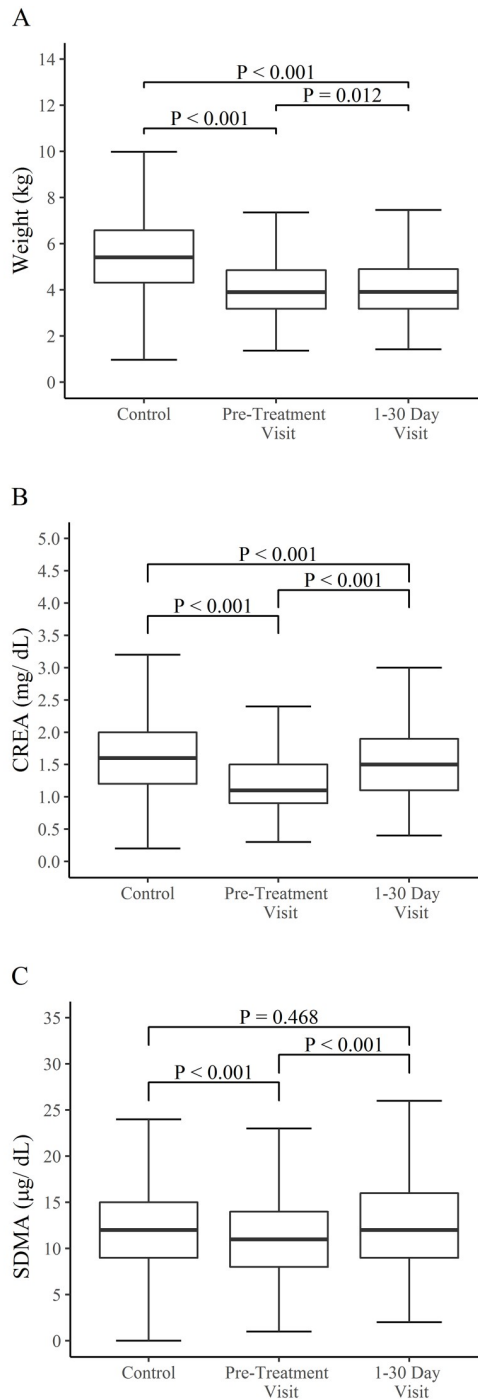 A
Weight (kg)
14
12
10
8
6
4
2
0
P < 0.001
P = 0.012
P < 0.001
Control
Pre-Treatment
Visit
1-30 Day
Visit
B
CREA (mg/ dL)
5.0
4.5
4.0
3.5
3.0
2.5
2.0
1.5
1.0
0.5
0.0
P < 0.001
P < 0.001
P < 0.001
Control
Pre-Treatment
Visit
1-30 Day
Visit
C
SDMA (µg/ dL)
35
30
25
20
15
10
5
0
P = 0.468
P < 0.001
P < 0.001
Control
Pre-Treatment
Visit
1-30 Day
Visit